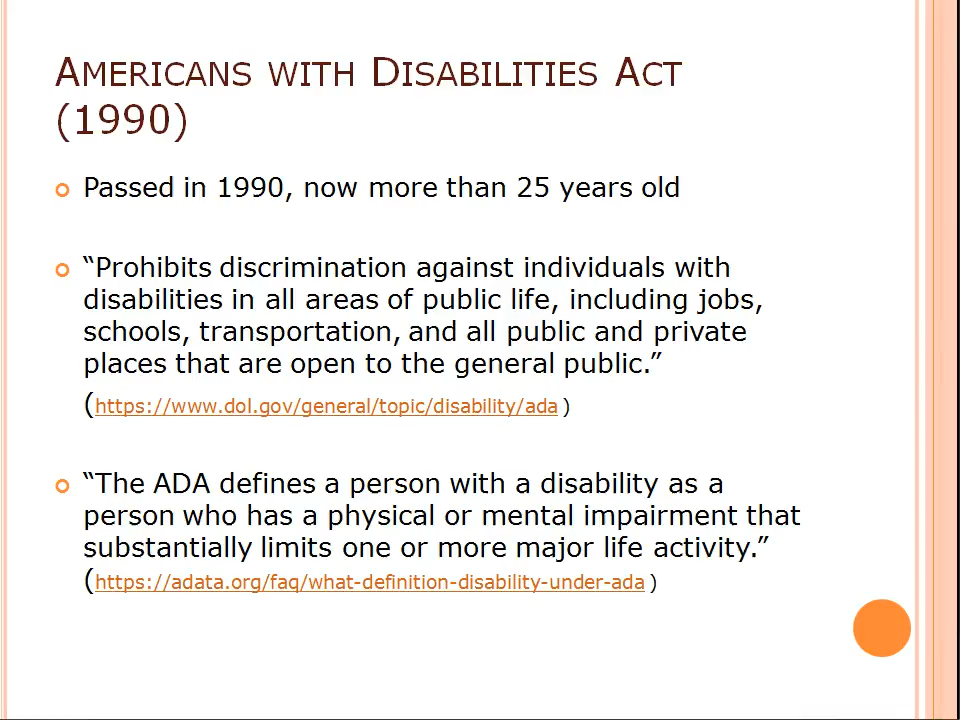 Americans with Disabilities Act
(1990)
Passed in 1990, now more than 25 years old
“Prohibits discrimination against individuals with
disabilities in all areas of public life, including jobs,
schools, transportation, and all public and private
places that are open to the general public.”
(https://www.dol.gov/general/topic/disability/ada )
“The ADA defines a person with a disability as a
person who has a physical or mental impairment that
substantially limits one or more major life activity.”
(https://adata.org/faq/what-definition-disability-under-ada )